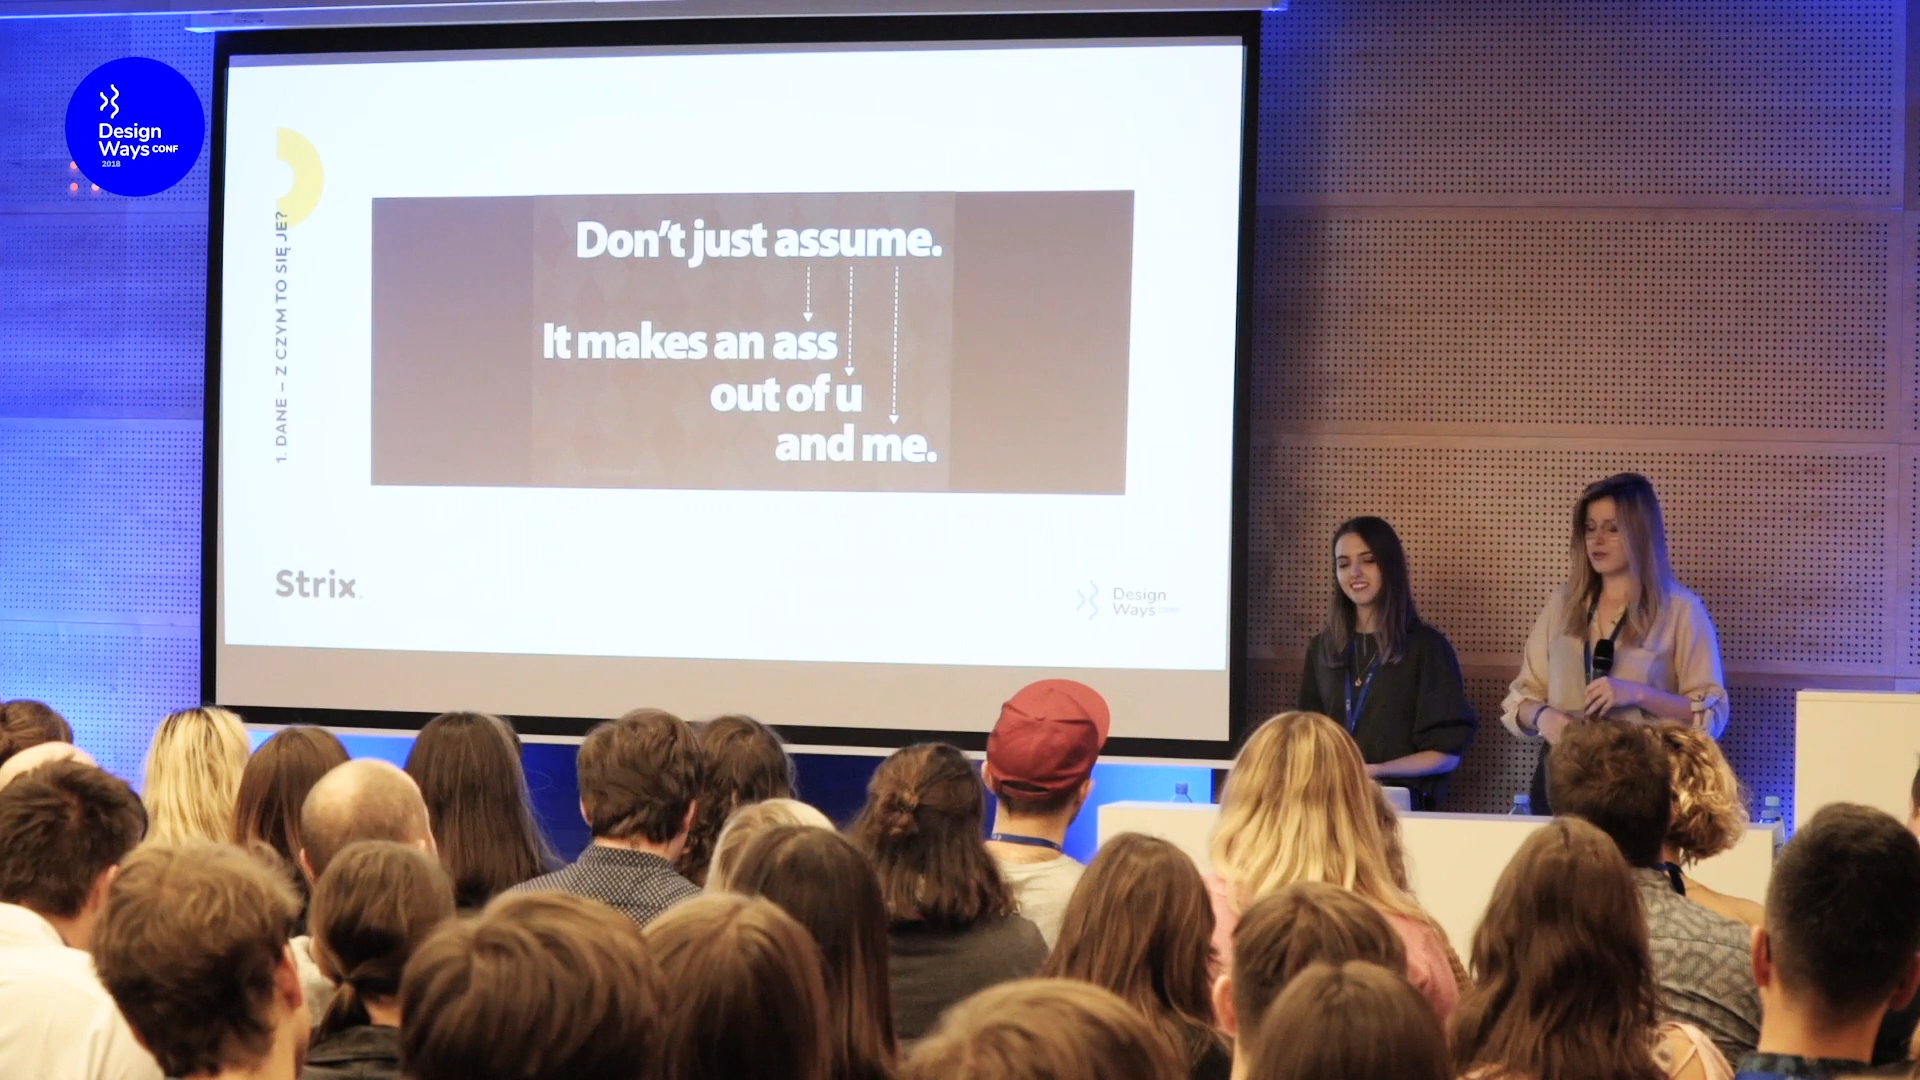 Design
Ways CONF
2018
1. DANE – Z CZYM TO SIĘ JE?
Don't just assume.
It makes an ass
out of u
and me.
Strix
Design
Ways